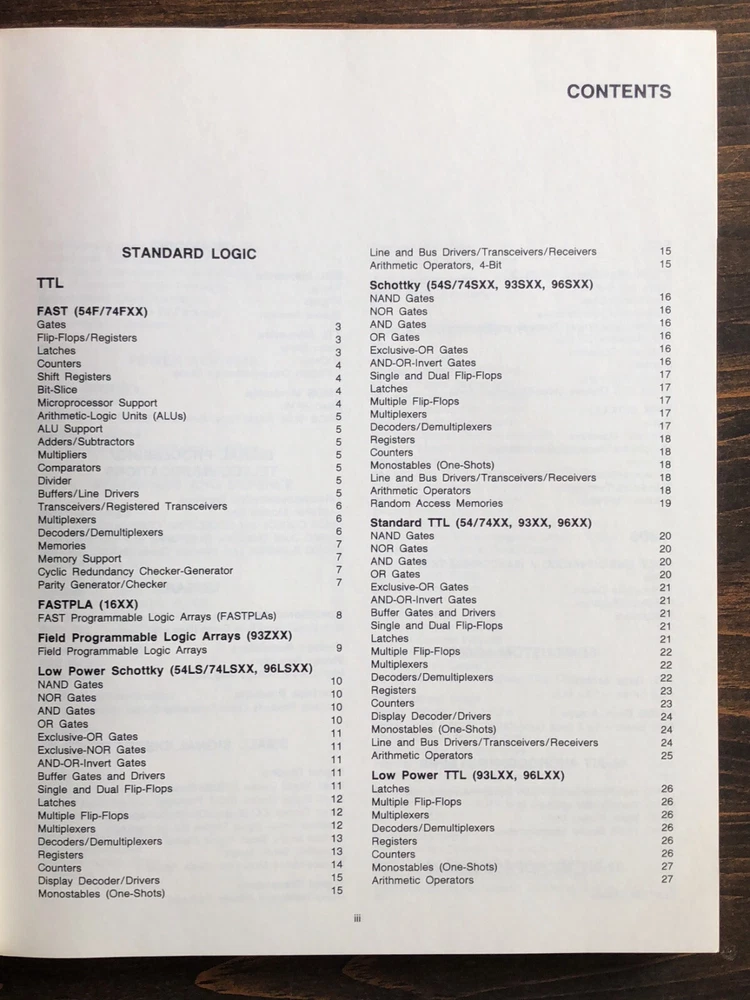 CONTENTS
STANDARD LOGIC
TTL
FAST (54F/74FXX)
Gates 3
Flip-Flops/Registers 3
Latches 3
Counters 4
Shift Registers 4
Bit-Slice 4
Microprocessor Support 4
Arithmetic-Logic Units (ALUs) 5
ALU Support 5
Adders/Subtractors 5
Multipliers 5
Comparators 5
Divider 5
Buffers/Line Drivers 5
Transceivers/Registered Transceivers 6
Multiplexers 6
Decoders/Demultiplexers 6
Memories 7
Memory Support 7
Cyclic Redundancy Checker-Generator 7
Parity Generator/Checker 7
FASTPLA (16XX)
FAST Programmable Logic Arrays (FASTPLAs) 8
Field Programmable Logic Arrays (93ZXX)
Field Programmable Logic Arrays 9
Low Power Schottky (54LS/74LSXX, 96LSXX)
NAND Gates 10
NOR Gates 10
AND Gates 10
OR Gates 10
Exclusive-OR Gates 11
Exclusive-NOR Gates 11
AND-OR-Invert Gates 11
Buffer Gates and Drivers 11
Single and Dual Flip-Flops 11
Latches 12
Multiple Flip-Flops 12
Multiplexers 12
Decoders/Demultiplexers 13
Registers 13
Counters 14
Display Decoder/Drivers 15
Monostables (One-Shots) 15
Line and Bus Drivers/Transceivers/Receivers 15
Arithmetic Operators, 4-Bit 15
Schottky (54S/74SXX, 93SXX, 96SXX)
NAND Gates 16
NOR Gates 16
AND Gates 16
OR Gates 16
Exclusive-OR Gates 16
AND-OR-Invert Gates 16
Single and Dual Flip-Flops 17
Latches 17
Multiple Flip-Flops 17
Multiplexers 17
Decoders/Demultiplexers 17
Registers 18
Counters 18
Monostables (One-Shots) 18
Line and Bus Drivers/Transceivers/Receivers 18
Arithmetic Operators 18
Random Access Memories 19
Standard TTL (54/74XX, 93XX, 96XX)
NAND Gates 20
NOR Gates 20
AND Gates 20
OR Gates 20
Exclusive-OR Gates 21
AND-OR-Invert Gates 21
Buffer Gates and Drivers 21
Single and Dual Flip-Flops 21
Latches 21
Multiple Flip-Flops 22
Multiplexers 22
Decoders/Demultiplexers 22
Registers 23
Counters 23
Display Decoder/Drivers 24
Monostables (One-Shots) 24
Line and Bus Drivers/Transceivers/Receivers 24
Arithmetic Operators 25
Low Power TTL (93LXX, 96LXX)
Latches 26
Multiple Flip-Flops 26
Multiplexers 26
Decoders/Demultiplexers 26
Registers 26
Counters 26
Monostables (One-Shots) 27
Arithmetic Operators 27
iii